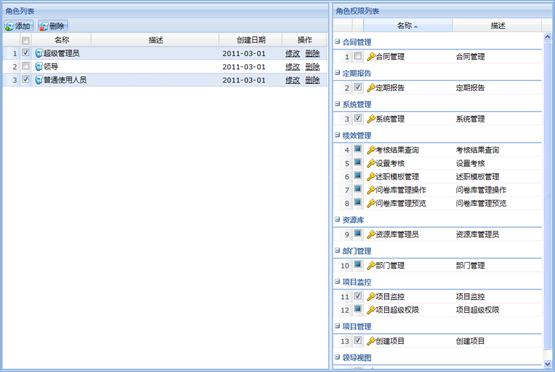 角色列表
添加 删除
名称 描述 创建日期 操作
1 超级管理员 2011-03-01 修改 删除
2 领导 2011-03-01 修改 删除
3 普通使用人员 2011-03-01 修改 删除
角色权限列表
名称 描述
合同管理
1 合同管理 合同管理
定期报告
2 定期报告 定期报告
系统管理
3 系统管理 系统管理
绩效管理
4 考核结果查询 考核结果查询
5 设置考核 设置考核
6 述职模板管理 述职模板管理
7 问卷库管理操作 问卷库管理操作
8 问卷库管理预览 问卷库管理预览
资源库
9 资源库管理员 资源库管理员
部门管理
10 部门管理 部门管理
项目监控
11 项目监控 项目监控
12 项目超级权限 项目超级权限
项目管理
13 创建项目 创建项目
领导视图